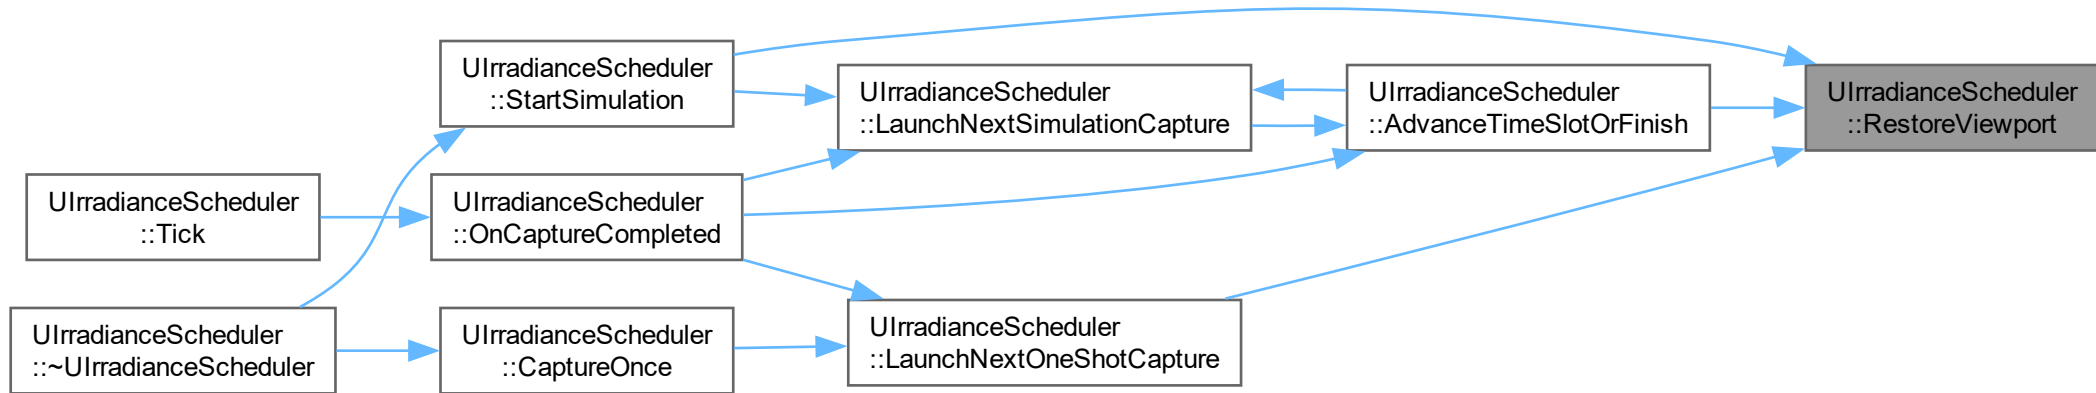 UIrradianceScheduler
::StartSimulation
UIrradianceScheduler
::LaunchNextSimulationCapture
UIrradianceScheduler
::AdvanceTimeSlotOrFinish
UIrradianceScheduler
::RestoreViewport
UIrradianceScheduler
::Tick
UIrradianceScheduler
::OnCaptureCompleted
UIrradianceScheduler
::~UIrradianceScheduler
UIrradianceScheduler
::CaptureOnce
UIrradianceScheduler
::LaunchNextOneShotCapture